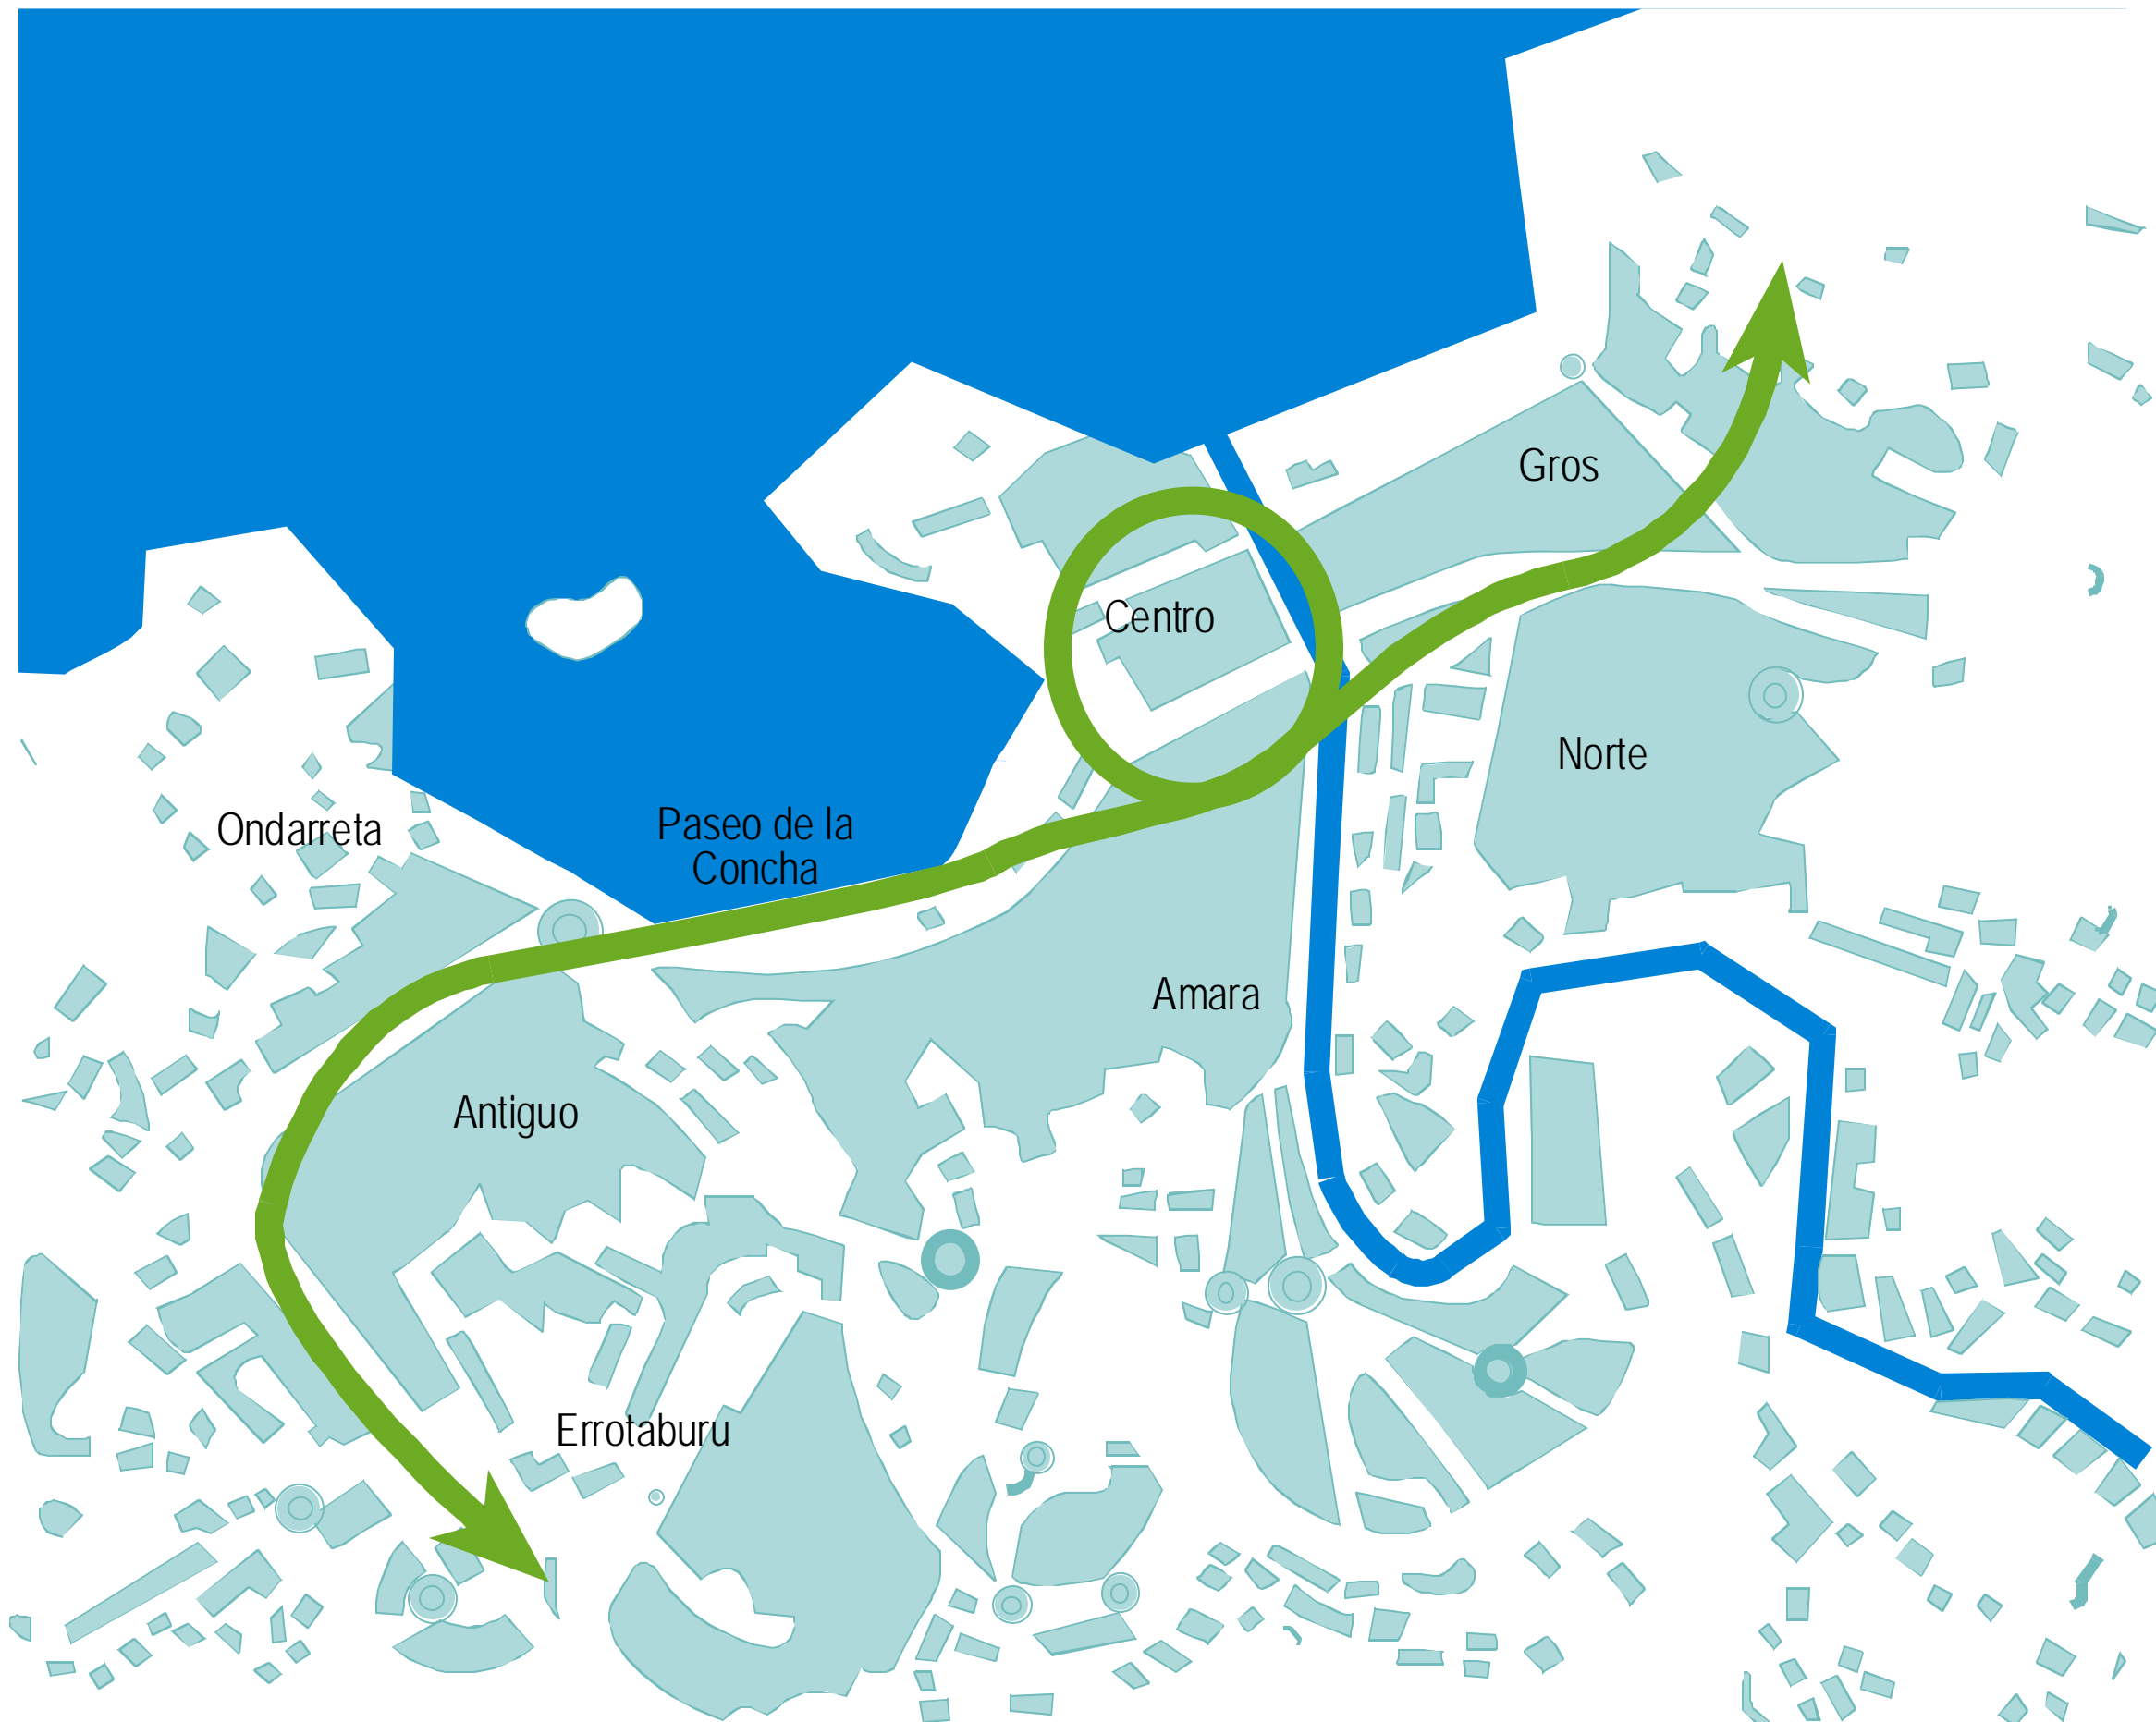 Gros
Centro
Norte
Ondarreta
Paseo de la
Concha
Amara
Antiguo
Errotaburu